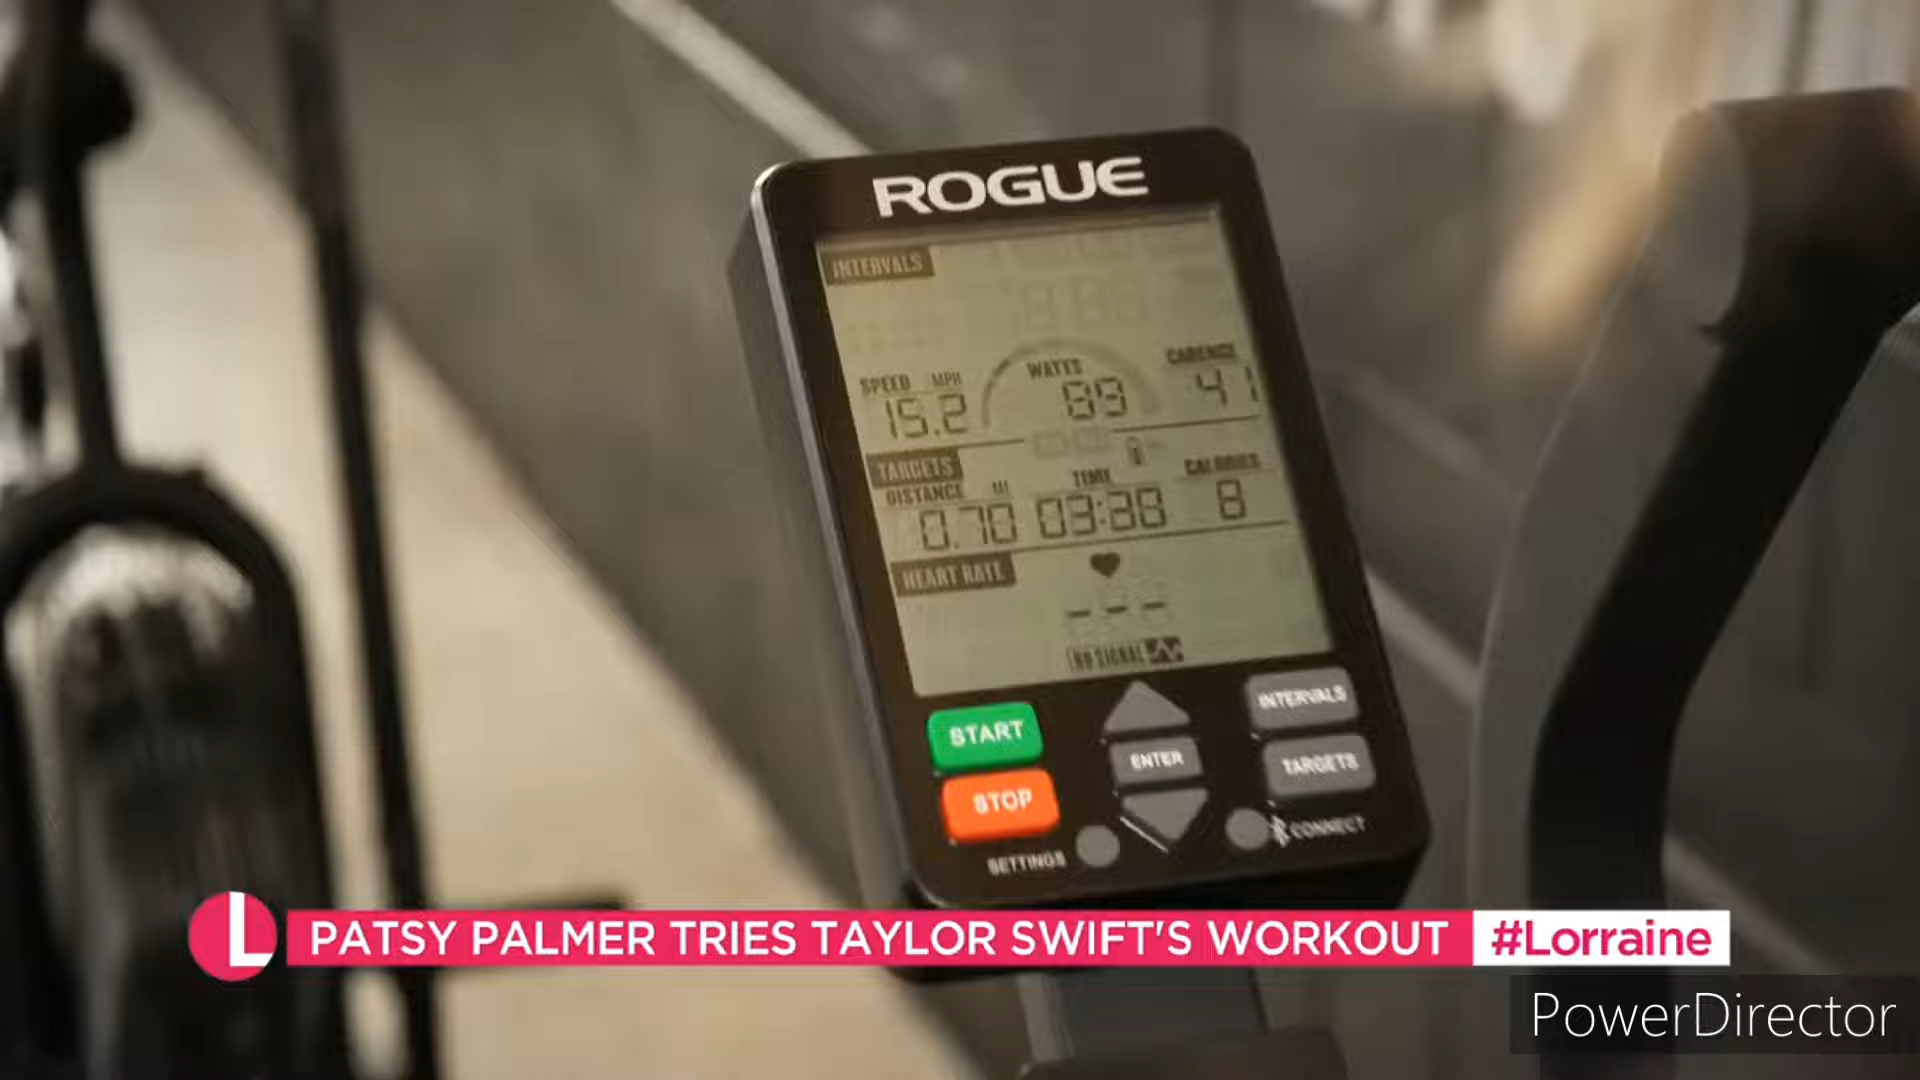 ROGUE
INTERVALS
SPEED MPH WATTS CADENCE
15.2 89 41
TARGETS
DISTANCE MI TIME CALORIES
0.70 03:38 8
HEART RATE
- - -
NO SIGNAL
START
STOP
ENTER
INTERVALS
TARGETS
SETTINGS
CONNECT
L PATSY PALMER TRIES TAYLOR SWIFT'S WORKOUT #Lorraine
PowerDirector